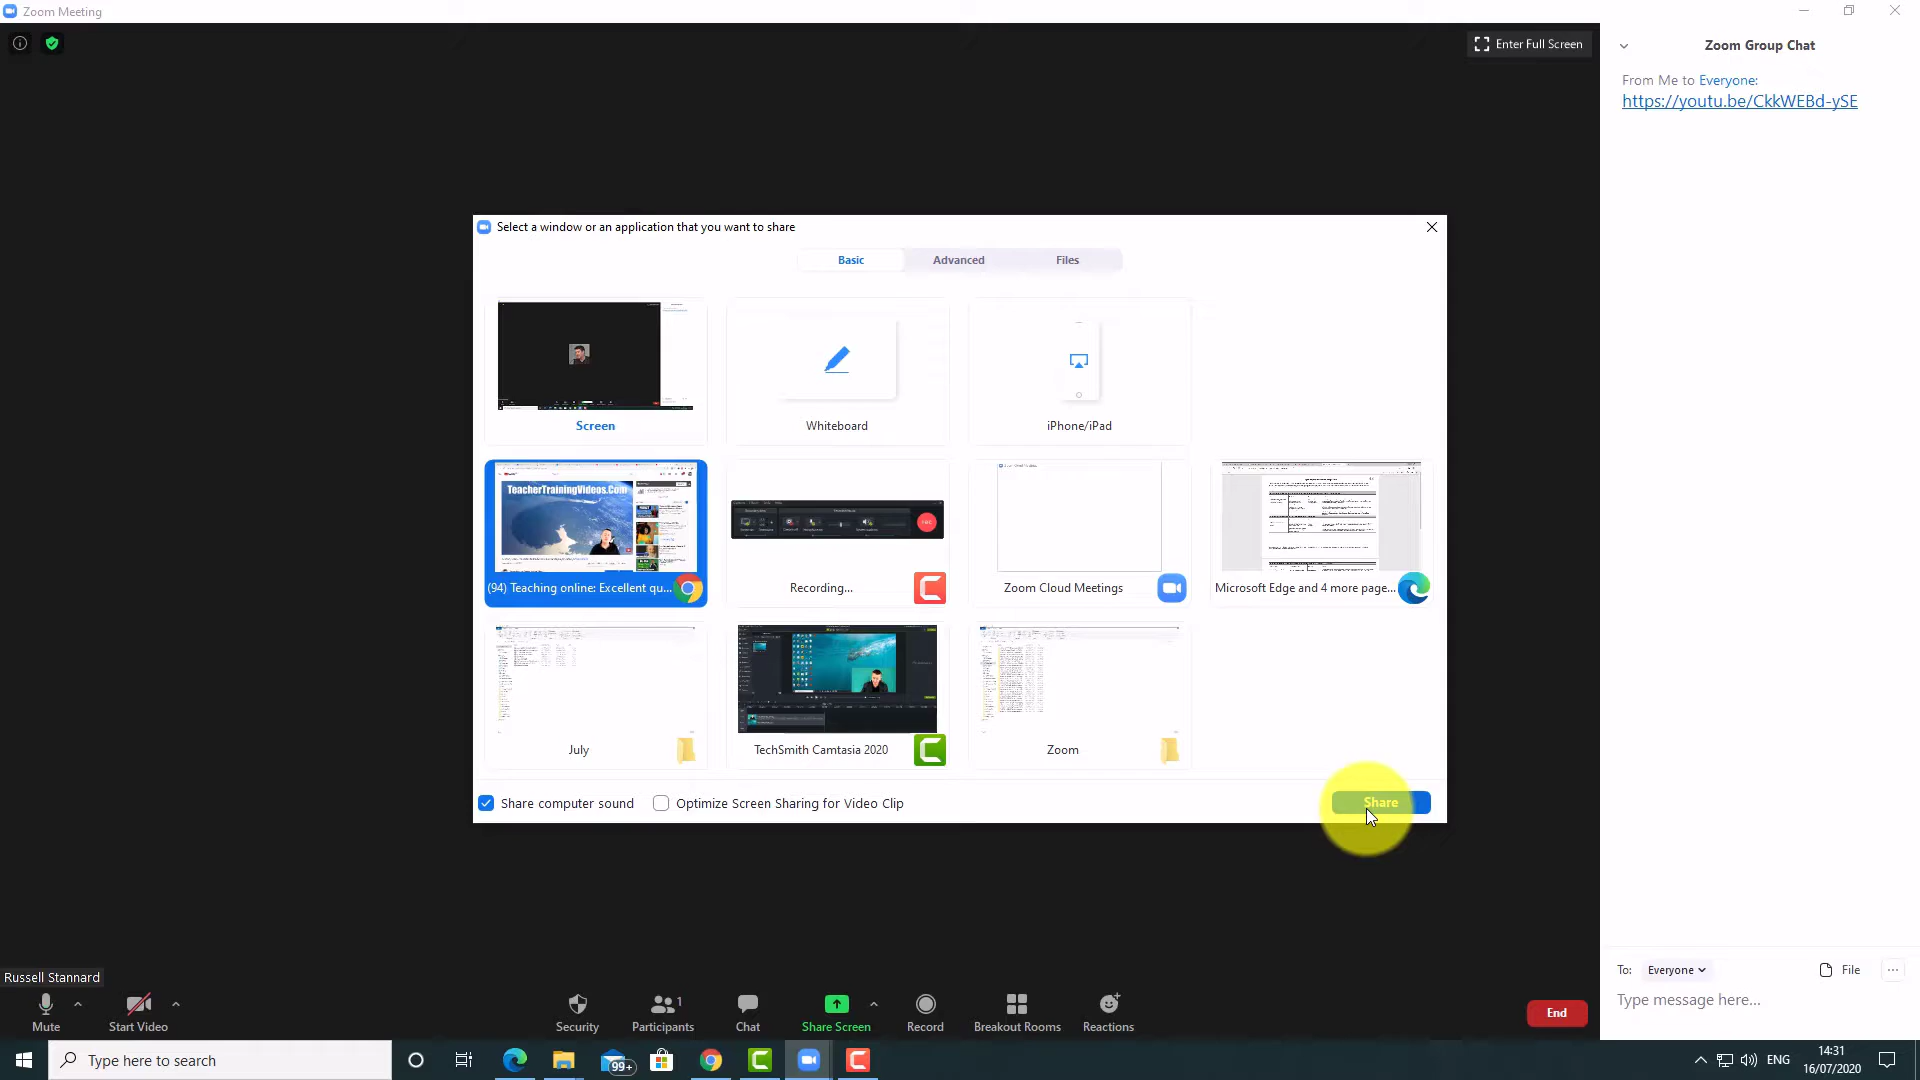 Zoom Meeting
Enter Full Screen
Zoom Group Chat
From Me to Everyone:
https://youtu.be/CkkWEBd-ySE
Select a window or an application that you want to share
Basic
Advanced
Files
Screen
Whiteboard
iPhone/iPad
TeacherTrainingVideos.Com
(94) Teaching online: Excellent qu...
Recording...
Zoom Cloud Meetings
Microsoft Edge and 4 more page...
July
TechSmith Camtasia 2020
Zoom
Share computer sound
Optimize Screen Sharing for Video Clip
Share
Russell Stannard
Mute
Start Video
Security
Participants
1
Chat
Share Screen
Record
Breakout Rooms
Reactions
End
To:
Everyone
File
Type message here...
Type here to search
99+
ENG
14:31
16/07/2020